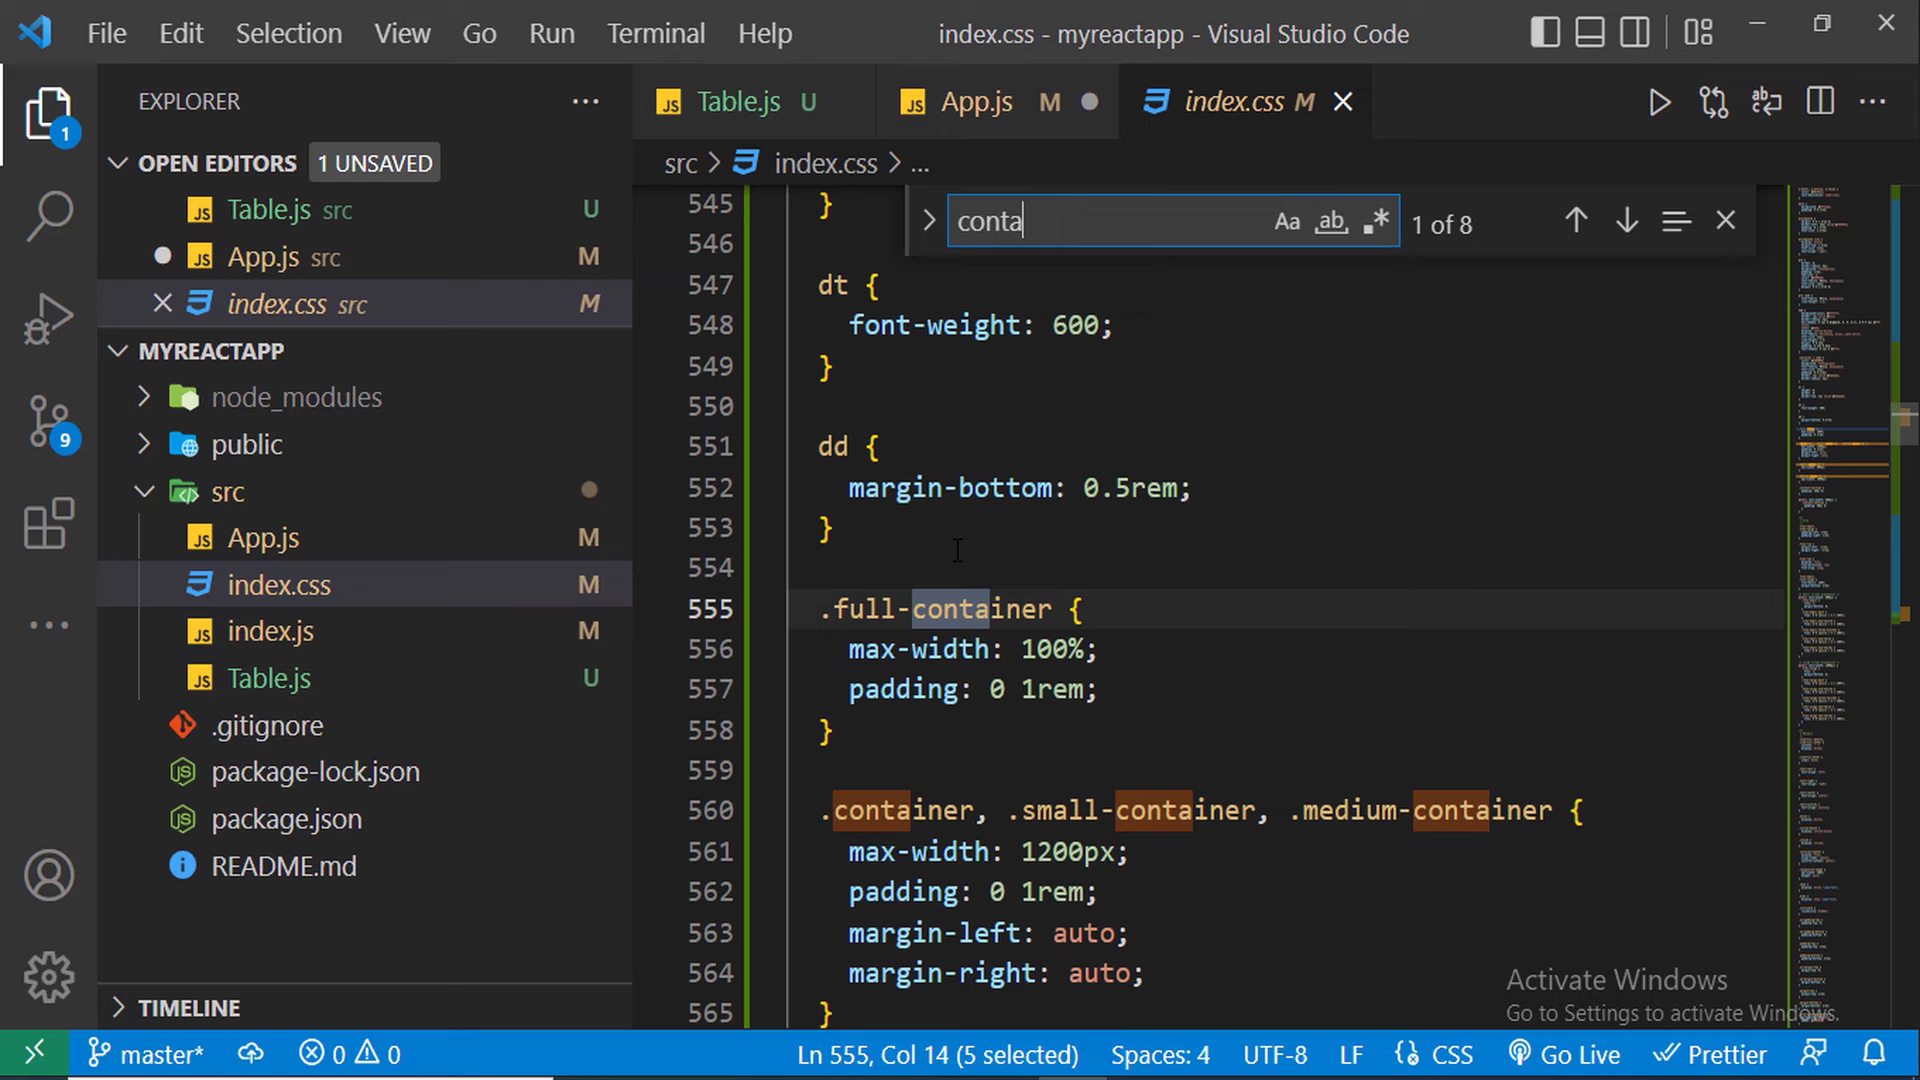 File Edit Selection View Go Run Terminal Help index.css - myreactapp - Visual Studio Code
EXPLORER
Table.js U
App.js M
index.css M
OPEN EDITORS 1 UNSAVED
src > index.css > ...
Table.js src U
App.js src M
index.css src M
conta Aa ab .* 1 of 8
1
9
MYREACTAPP
node_modules
public
src
App.js M
index.css M
index.js M
Table.js U
.gitignore
package-lock.json
package.json
README.md
TIMELINE
545 }
546
547 dt {
548 font-weight: 600;
549 }
550
551 dd {
552 margin-bottom: 0.5rem;
553 }
554
555 .full-container {
556 max-width: 100%;
557 padding: 0 1rem;
558 }
559
560 .container, .small-container, .medium-container {
561 max-width: 1200px;
562 padding: 0 1rem;
563 margin-left: auto;
564 margin-right: auto;
565 }
Activate Windows
Go to Settings to activate Windows.
master* 0 0 Ln 555, Col 14 (5 selected) Spaces: 4 UTF-8 LF CSS Go Live Prettier